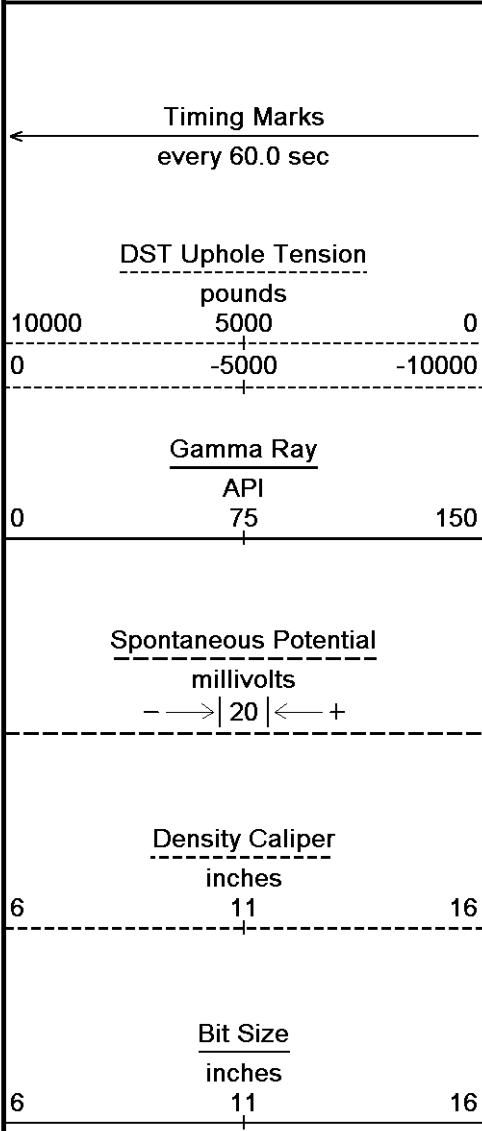 Timing Marks
every 60.0 sec
DST Uphole Tension
pounds
10000 5000 0
0 -5000 -10000
Gamma Ray
API
0 75 150
Spontaneous Potential
millivolts
− 20 +
Density Caliper
inches
6 11 16
Bit Size
inches
6 11 16